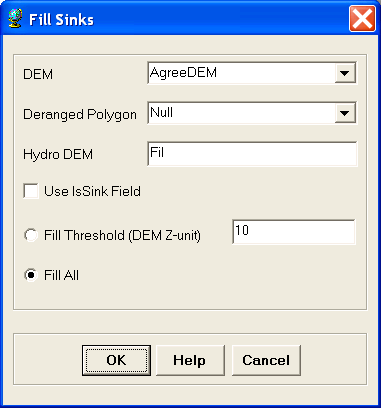 Fill Sinks
DEM AgreeDEM
Deranged Polygon Null
Hydro DEM Fil
Use IsSink Field
Fill Threshold (DEM Z-unit) 10
Fill All
OK Help Cancel